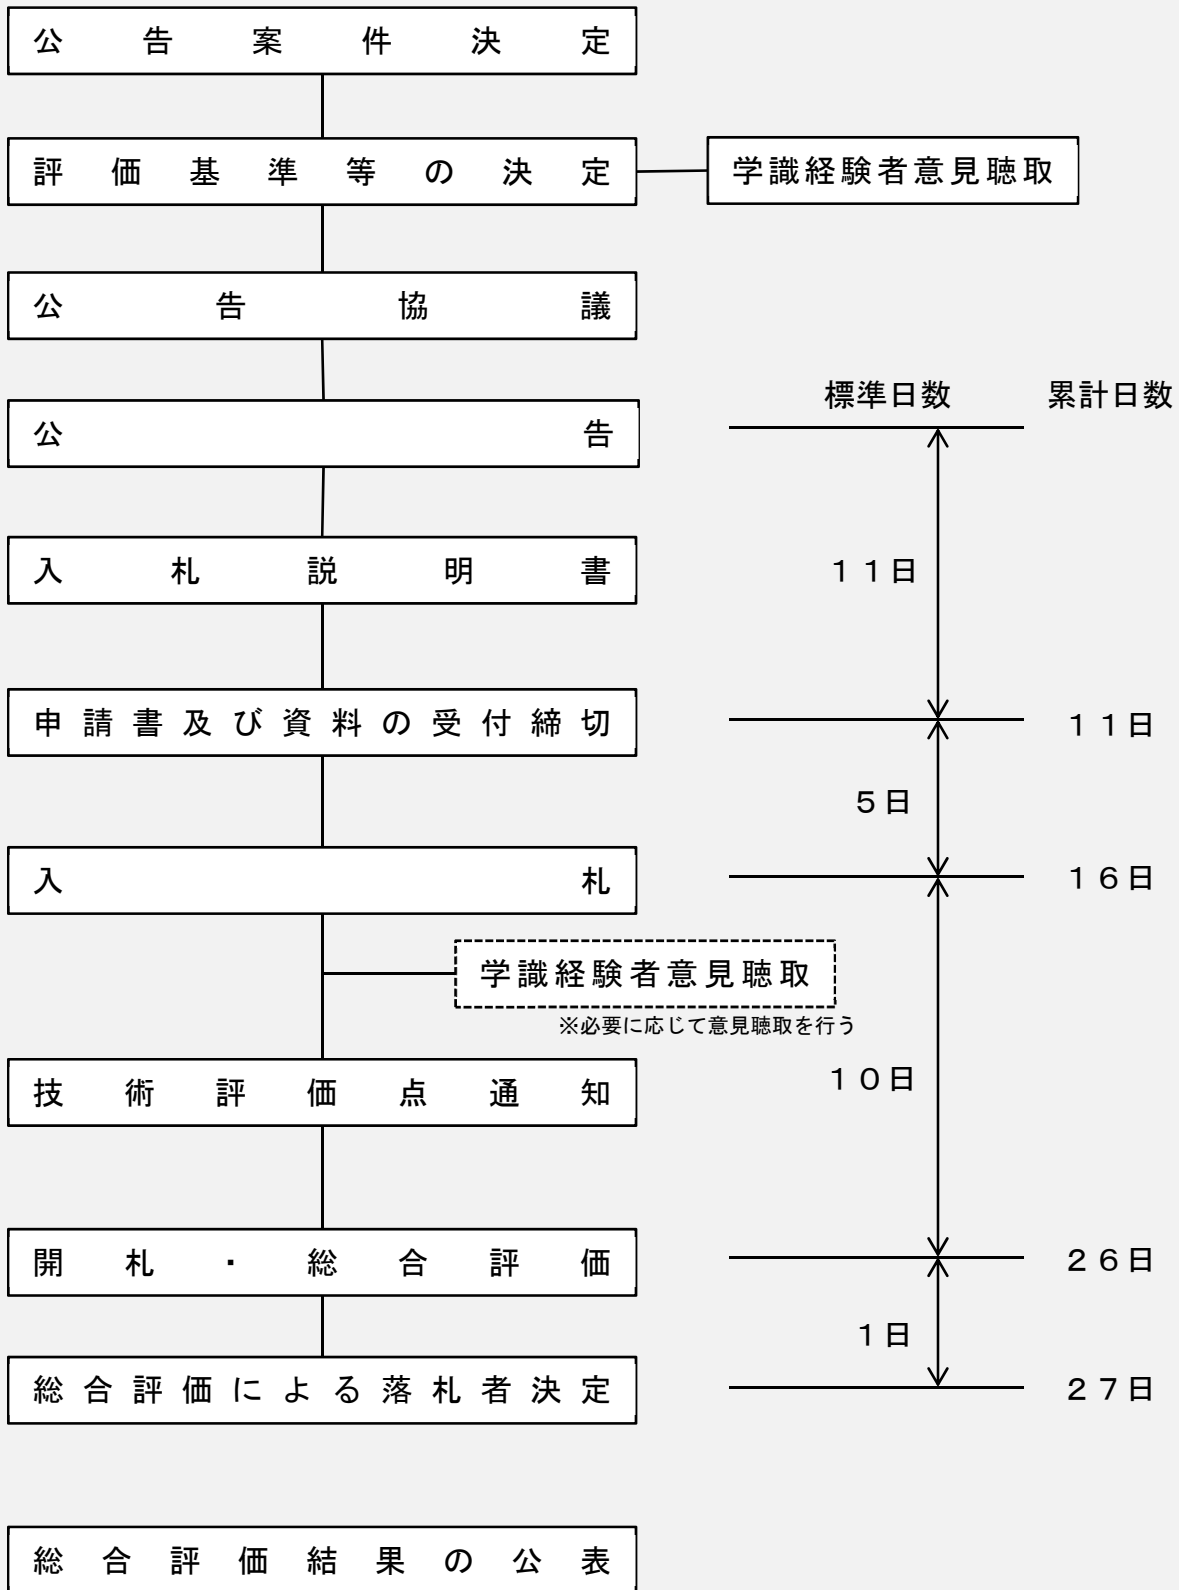 公告案件決定
評価基準等の決定
学識経験者意見聴取
公告協議
標準日数
累計日数
公告
入札説明書
11日
申請書及び資料の受付締切
11日
5日
入札
16日
学識経験者意見聴取
※必要に応じて意見聴取を行う
技術評価点通知
10日
開札・総合評価
26日
1日
総合評価による落札者決定
27日
総合評価結果の公表